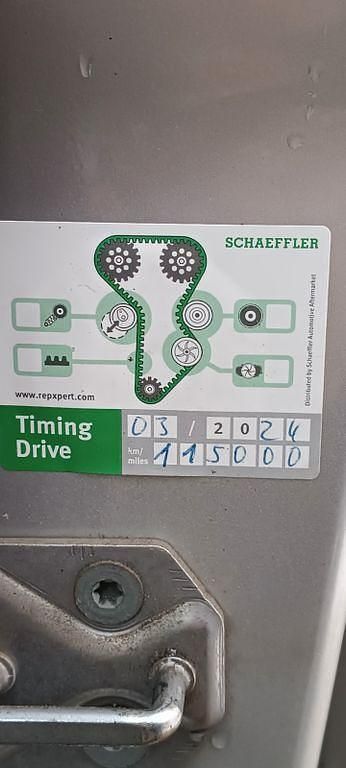 SCHAEFFLER
Distributed by Schaeffler Automotive Aftermarket
www.repxpert.com
Timing
Drive
03 / 2024
km/
miles
115000